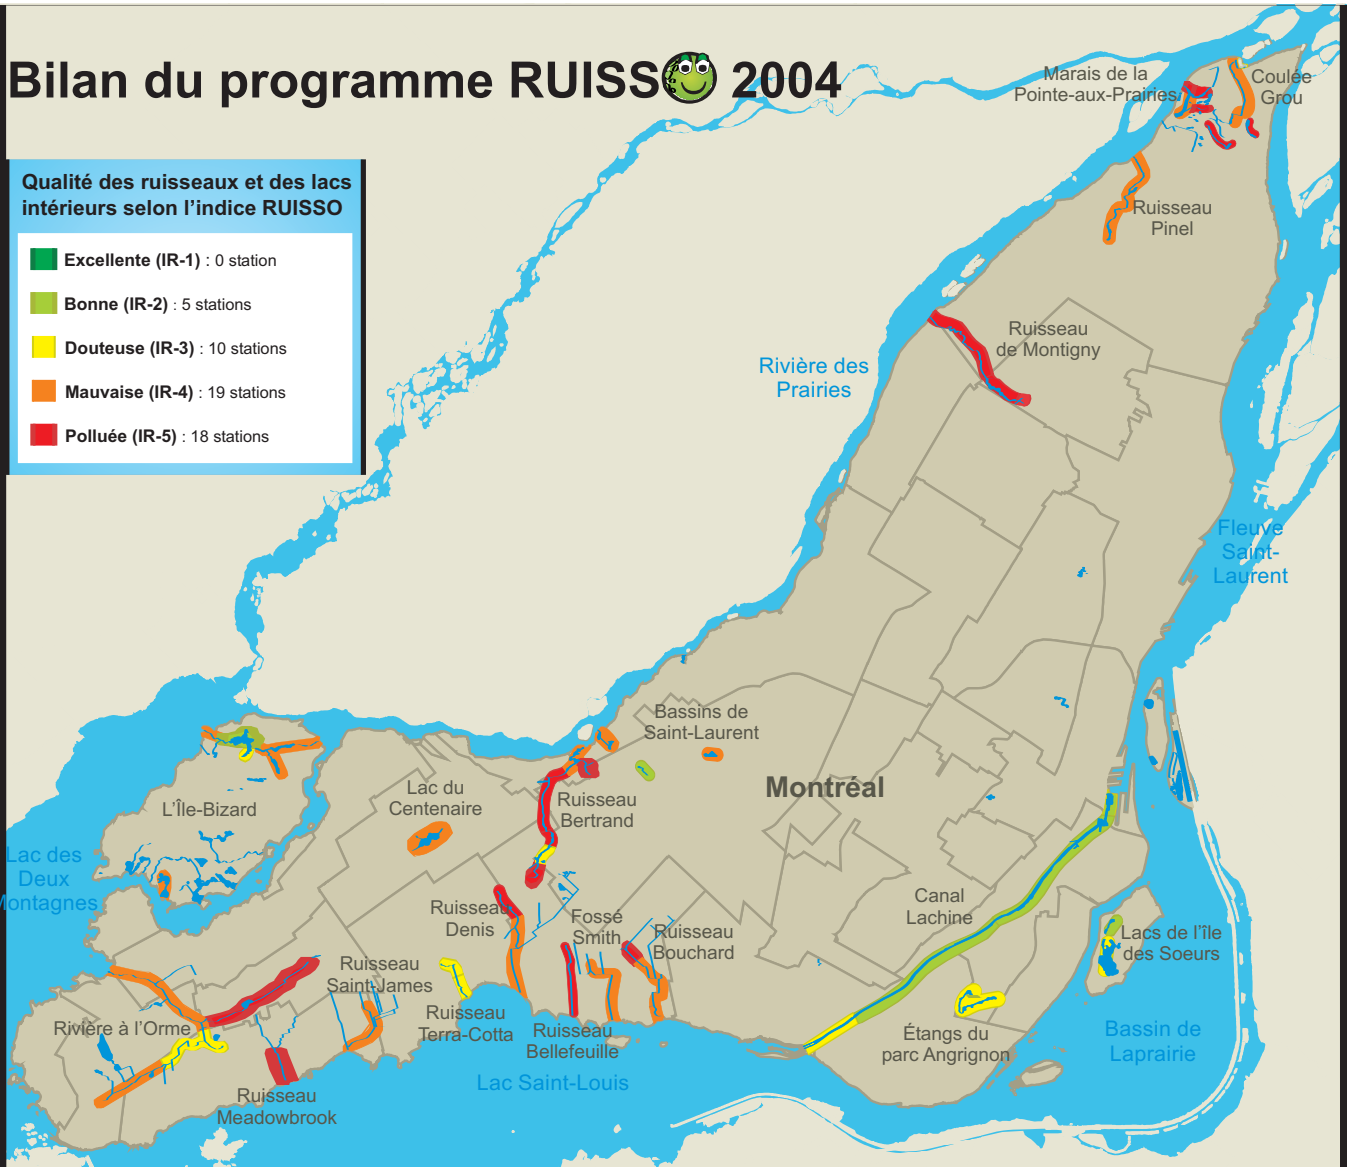 Bilan du programme RUISSO 2004
Qualité des ruisseaux et des lacs
intérieurs selon l'indice RUISSO
Excellente (IR-1) : 0 station
Bonne (IR-2) : 5 stations
Douteuse (IR-3) : 10 stations
Mauvaise (IR-4) : 19 stations
Polluée (IR-5) : 18 stations
Marais de la
Pointe-aux-Prairies
Coulée
Grou
Ruisseau
Pinel
Ruisseau
de Montigny
Rivière des
Prairies
Fleuve
Saint-
Laurent
Bassins de
Saint-Laurent
Montréal
L'Île-Bizard
Lac du
Centenaire
Ruisseau
Bertrand
Lac des
Deux
Montagnes
Ruisseau
Denis
Fossé
Smith
Ruisseau
Bouchard
Canal
Lachine
Lacs de l'île
des Soeurs
Ruisseau
Saint-James
Rivière à l'Orme
Ruisseau
Terra-Cotta
Ruisseau
Bellefeuille
Étangs du
parc Angrignon
Bassin de
Laprairie
Lac Saint-Louis
Ruisseau
Meadowbrook